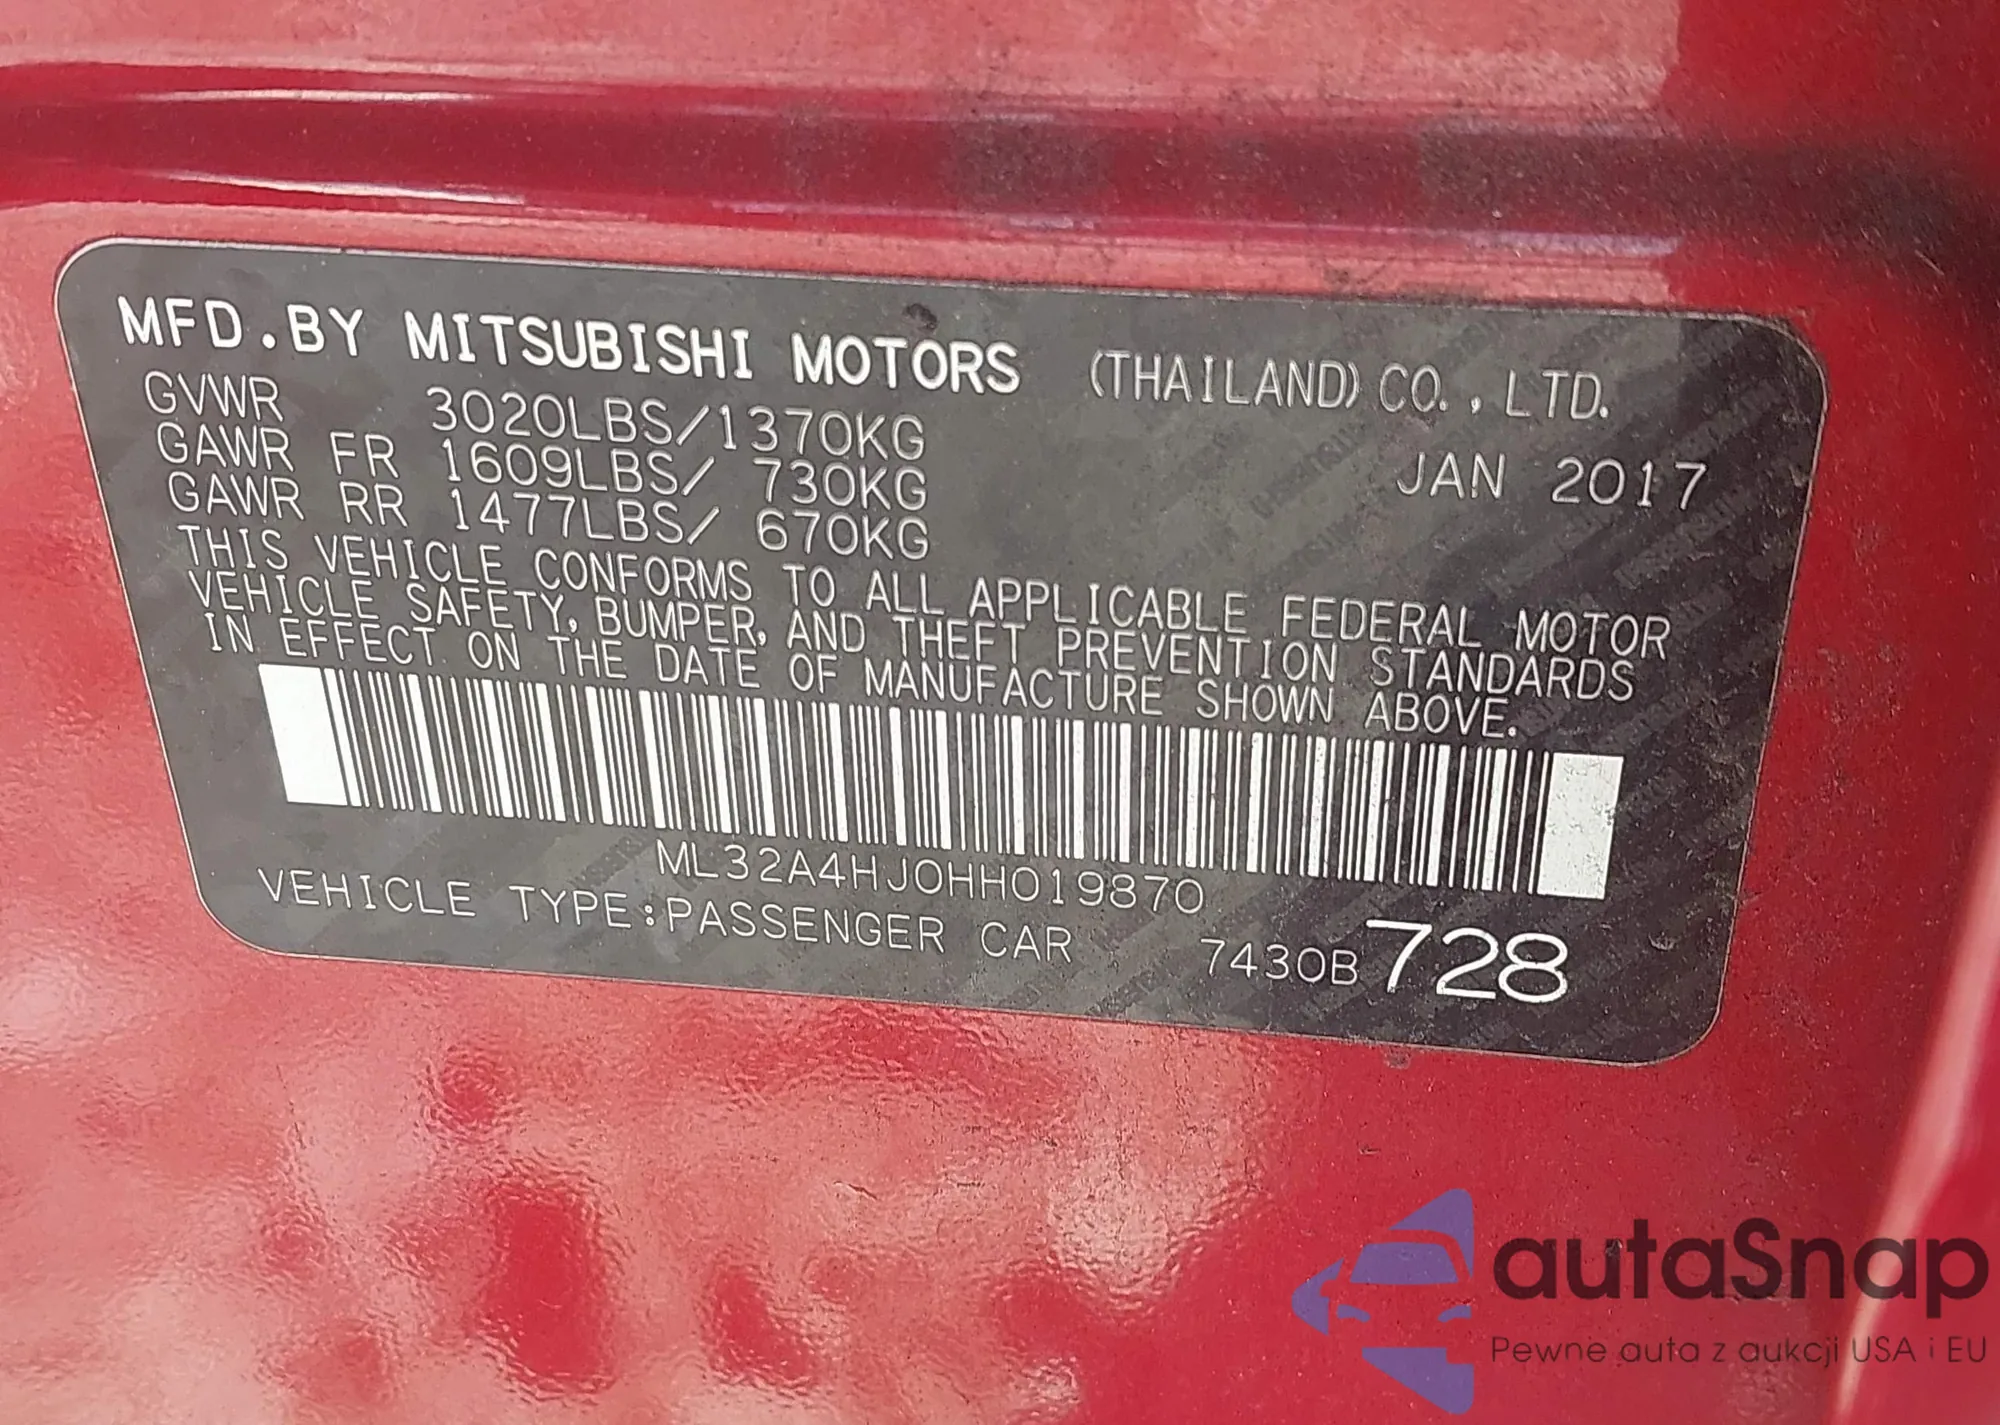 MFD.BY MITSUBISHI MOTORS (THAILAND) CO., LTD.
GVWR 3020LBS/1370KG
GAWR FR 1609LBS/ 730KG JAN 2017
GAWR RR 1477LBS/ 670KG
THIS VEHICLE CONFORMS TO ALL APPLICABLE FEDERAL MOTOR
VEHICLE SAFETY, BUMPER, AND THEFT PREVENTION STANDARDS
IN EFFECT ON THE DATE OF MANUFACTURE SHOWN ABOVE.
ML32A4HJ0HH019870
VEHICLE TYPE:PASSENGER CAR 7430B728
autaSnap
Pewne auta z aukcji USA i EU